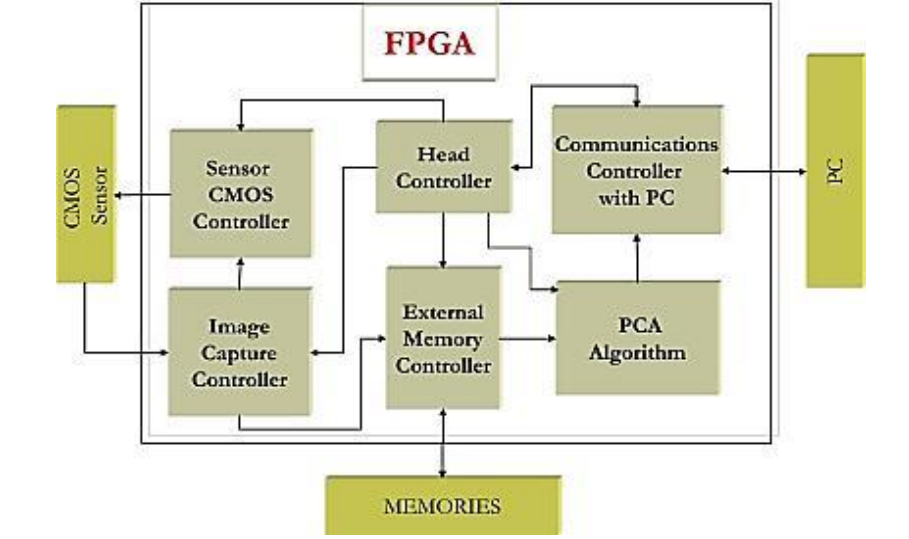 FPGA
CMOS
Sensor
Sensor
CMOS
Controller
Head
Controller
Communications
Controller
with PC
PC
Image
Capture
Controller
External
Memory
Controller
PCA
Algorithm
MEMORIES